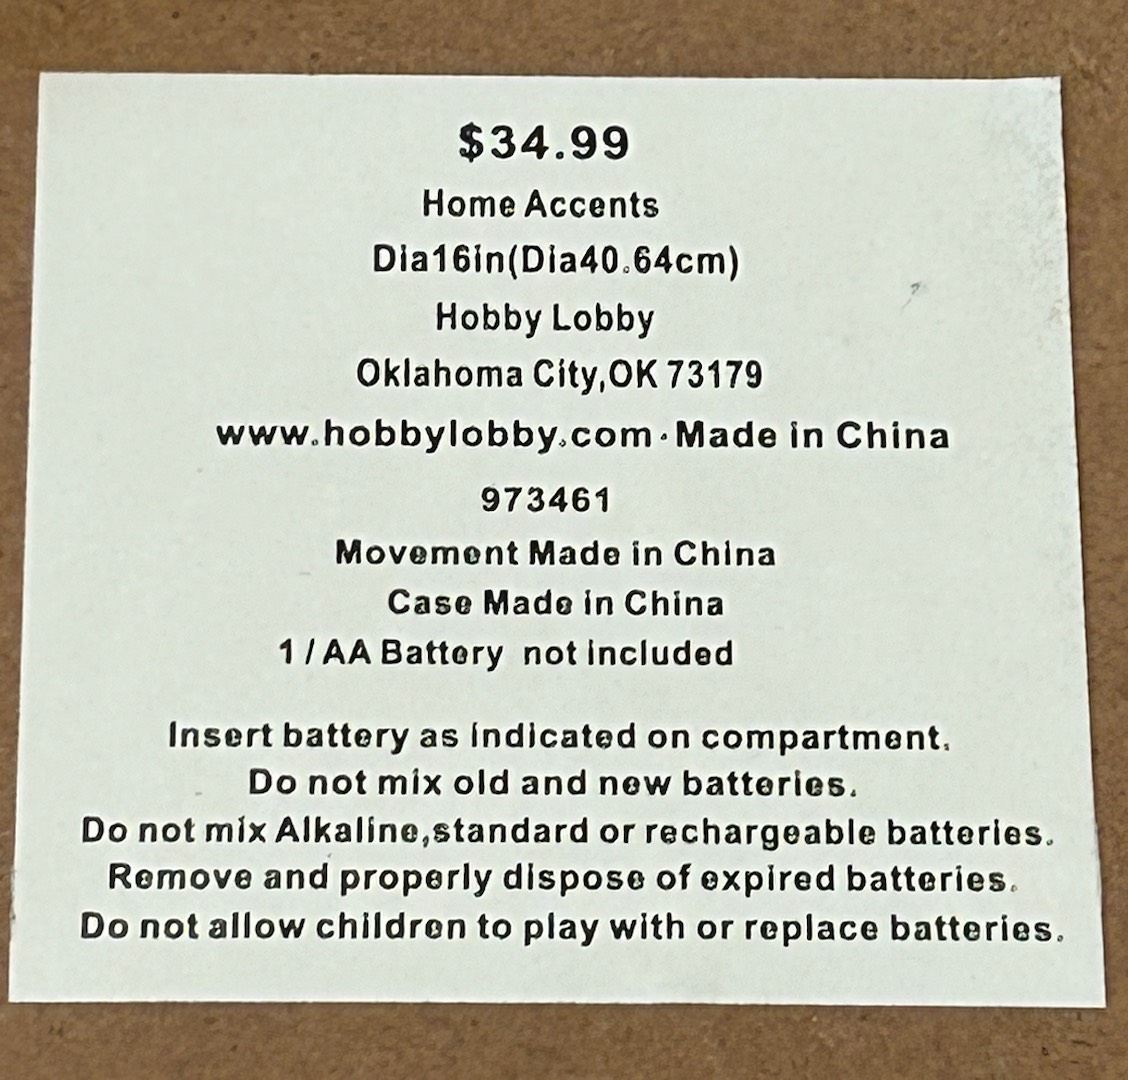 $34.99
Home Accents
Dia16in(Dia40.64cm)
Hobby Lobby
Oklahoma City,OK 73179
www.hobbylobby.com·Made in China
973461
Movement Made in China
Case Made in China
1/AA Battery not included
Insert battery as indicated on compartment.
Do not mix old and new batteries.
Do not mix Alkaline,standard or rechargeable batteries.
Remove and properly dispose of expired batteries.
Do not allow children to play with or replace batteries.